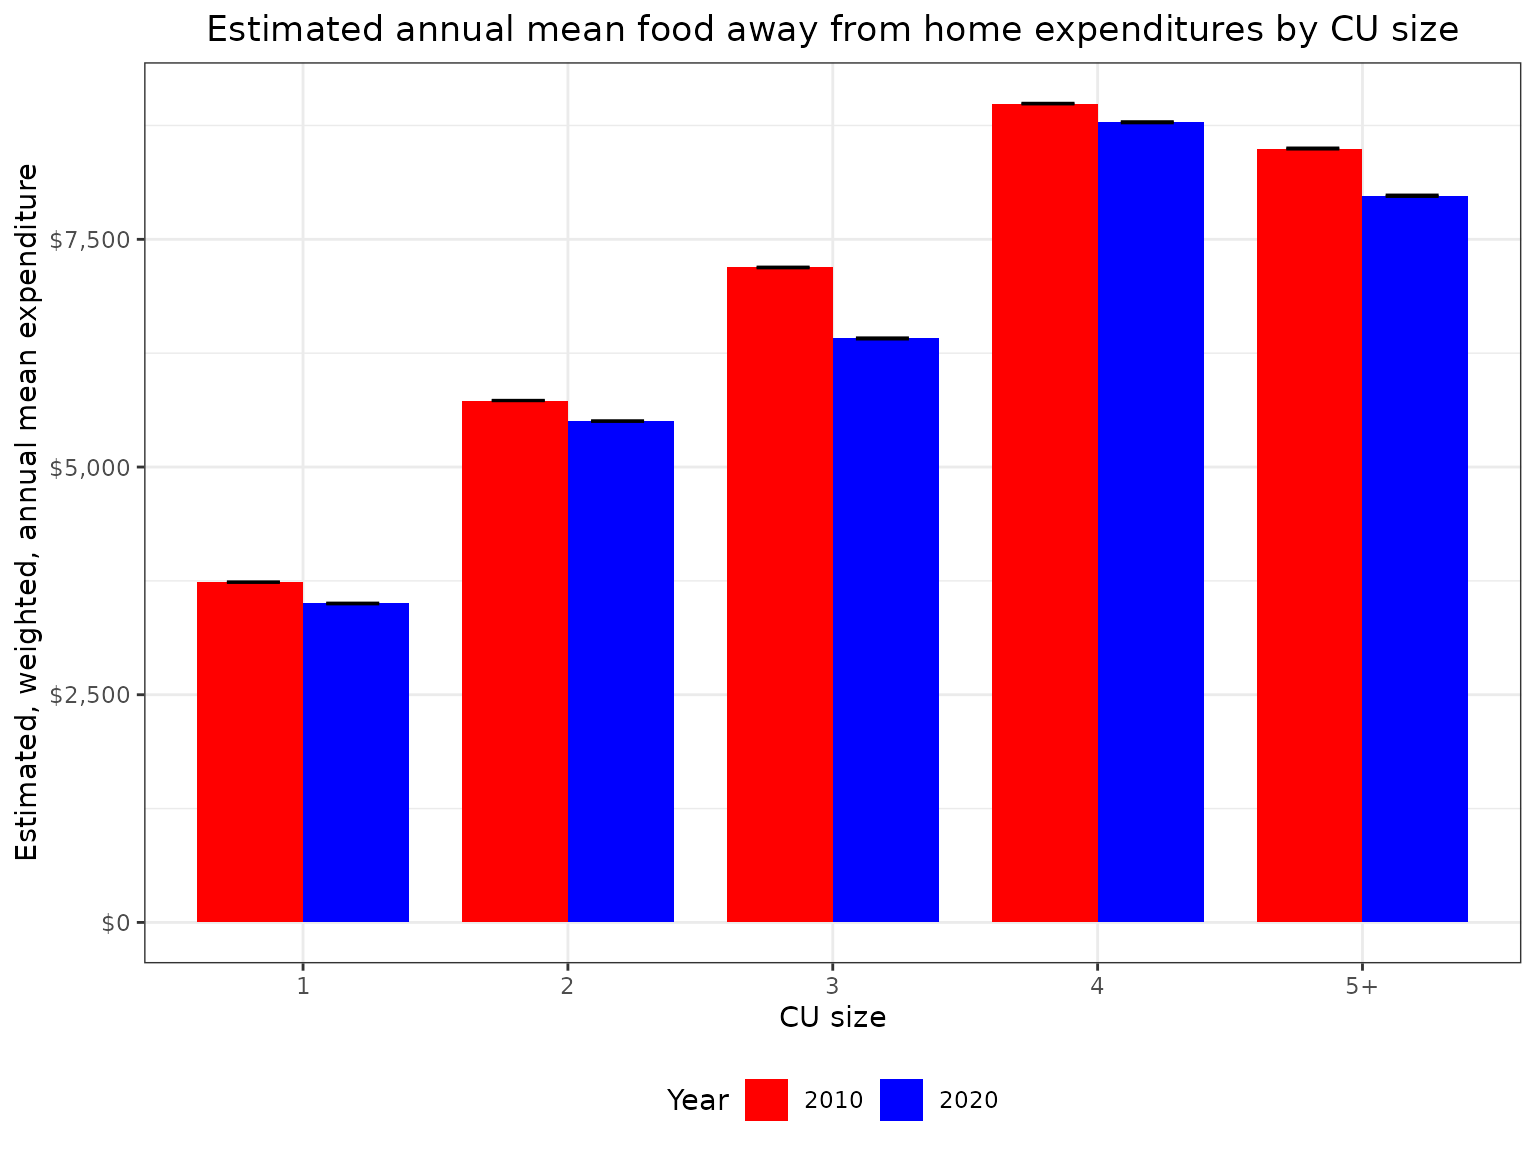 Estimated annual mean food away from home expenditures by CU size
Estimated, weighted, annual mean expenditure
$7,500
$5,000
$2,500
$0
1 2 3 4 5+
CU size
Year 2010 2020